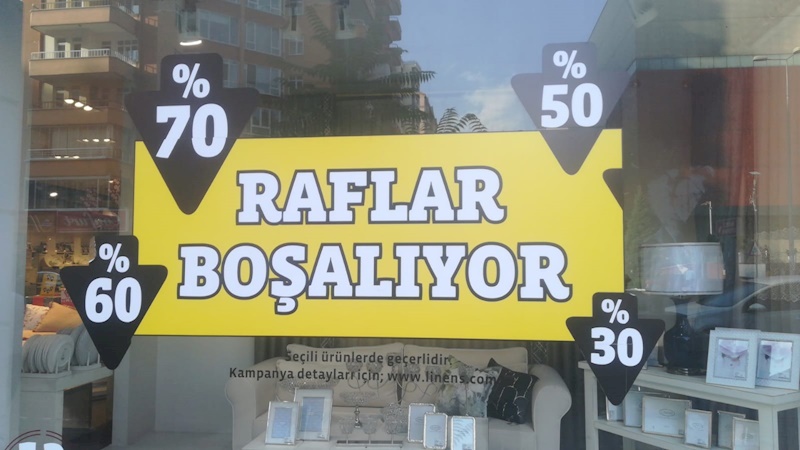 %
70
%
50
RAFLAR
BOŞALIYOR
%
60
%
30
Seçili ürünlerde geçerlidir.
Kampanya detayları için; www.linens.com